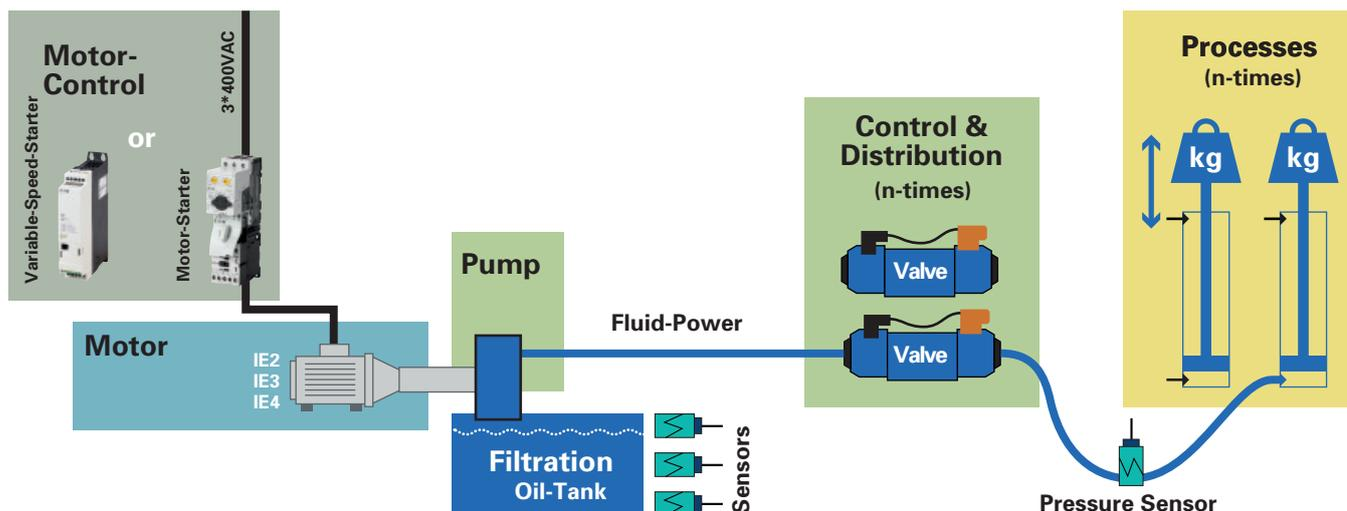 Motor-
Control
3*400VAC
Variable-Speed-Starter
or
Motor-Starter
Motor
IE2
IE3
IE4
Pump
Filtration
Oil-Tank
Sensors
Fluid-Power
Control &
Distribution
(n-times)
Valve
Valve
Pressure Sensor
Processes
(n-times)
kg
kg